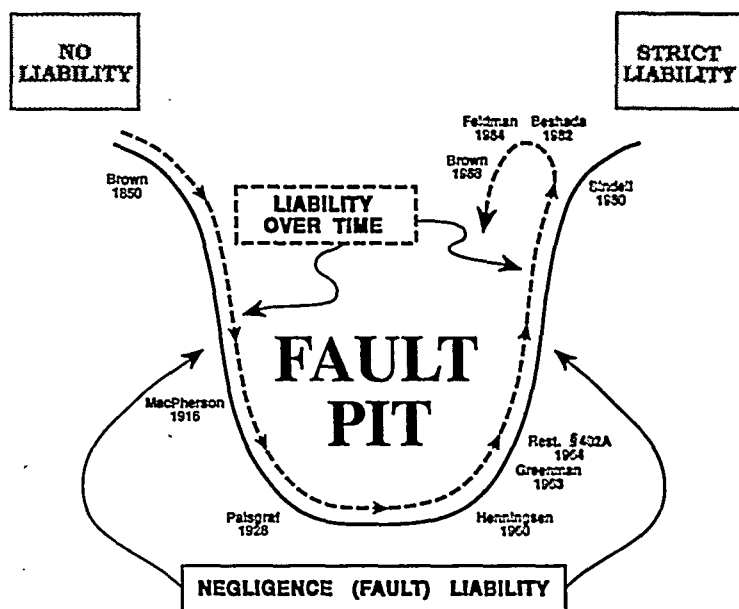 NO
LIABILITY
STRICT
LIABILITY
Feldman
1984
Beshada
1982
Brown
1988
Brown
1850
Sindell
1980
LIABILITY
OVER TIME
FAULT
PIT
MacPherson
1916
Rest. §402A
1964
Greenman
1963
Palsgraf
1928
Henningsen
1960
NEGLIGENCE (FAULT) LIABILITY